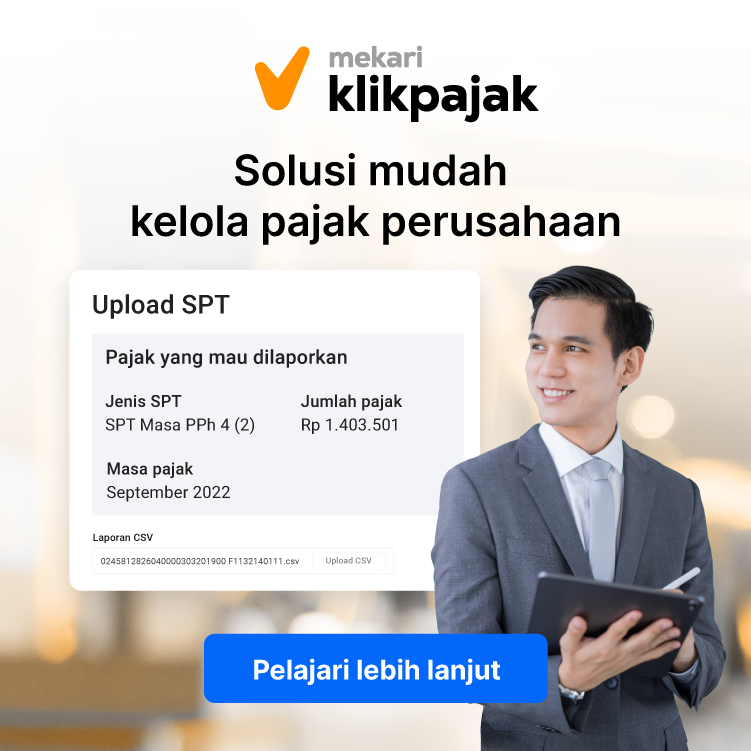 mekari
klikpajak
Solusi mudah
kelola pajak perusahaan
Upload SPT
Pajak yang mau dilaporkan
Jenis SPT
SPT Masa PPh 4 (2)
Jumlah pajak
Rp 1.403.501
Masa pajak
September 2022
Laporan CSV
0245812826040000303201900 F1132140111.csv
Upload CSV
Pelajari lebih lanjut